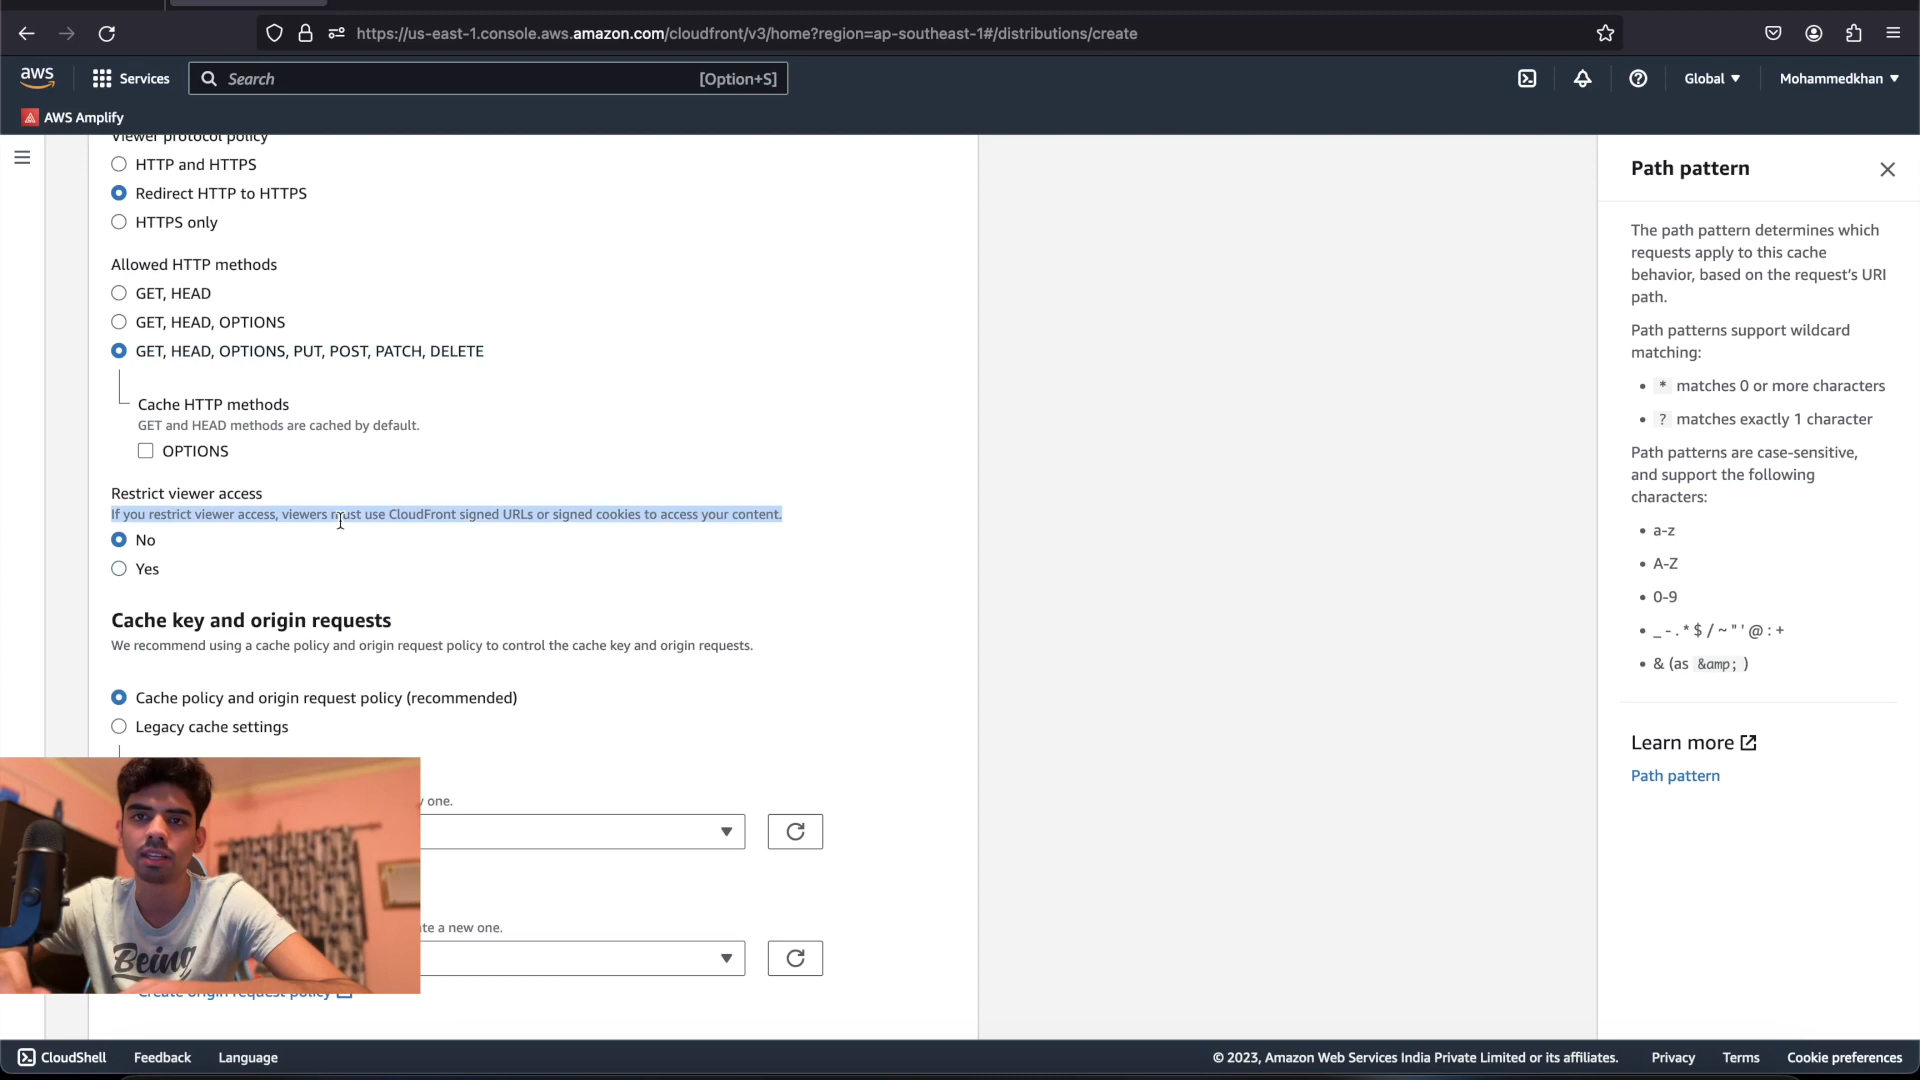 https://us-east-1.console.aws.amazon.com/cloudfront/v3/home?region=ap-southeast-1#/distributions/create
aws
Services
Search
[Option+S]
Global
Mohammedkhan
AWS Amplify
Viewer protocol policy
HTTP and HTTPS
Redirect HTTP to HTTPS
HTTPS only
Allowed HTTP methods
GET, HEAD
GET, HEAD, OPTIONS
GET, HEAD, OPTIONS, PUT, POST, PATCH, DELETE
Cache HTTP methods
GET and HEAD methods are cached by default.
OPTIONS
Restrict viewer access
If you restrict viewer access, viewers must use CloudFront signed URLs or signed cookies to access your content.
No
Yes
Cache key and origin requests
We recommend using a cache policy and origin request policy to control the cache key and origin requests.
Cache policy and origin request policy (recommended)
Legacy cache settings
one.
a new one.
Create origin request policy
Being
Path pattern
The path pattern determines which
requests apply to this cache
behavior, based on the request's URI
path.
Path patterns support wildcard
matching:
• * matches 0 or more characters
• ? matches exactly 1 character
Path patterns are case-sensitive,
and support the following
characters:
• a-z
• A-Z
• 0-9
• _ - . * $ / ~ " ' @ : +
• & (as &amp; )
Learn more
Path pattern
CloudShell
Feedback
Language
© 2023, Amazon Web Services India Private Limited or its affiliates.
Privacy
Terms
Cookie preferences